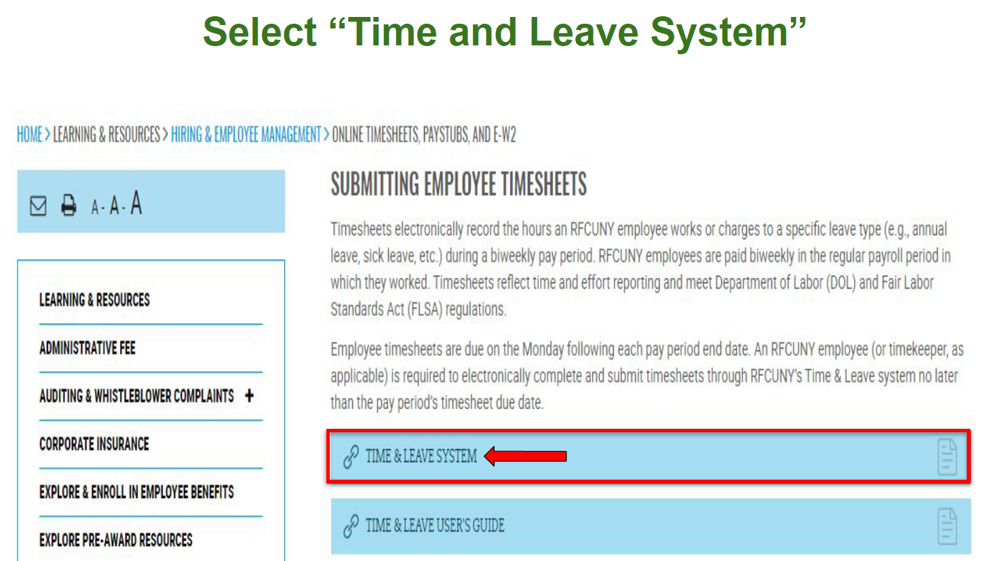 Select “Time and Leave System”
HOME > LEARNING & RESOURCES > HIRING & EMPLOYEE MANAGEMENT > ONLINE TIMESHEETS, PAYSTUBS, AND E-W2
A - A - A
LEARNING & RESOURCES
ADMINISTRATIVE FEE
AUDITING & WHISTLEBLOWER COMPLAINTS +
CORPORATE INSURANCE
EXPLORE & ENROLL IN EMPLOYEE BENEFITS
EXPLORE PRE-AWARD RESOURCES
SUBMITTING EMPLOYEE TIMESHEETS
Timesheets electronically record the hours an RFCUNY employee works or charges to a specific leave type (e.g., annual
leave, sick leave, etc.) during a biweekly pay period. RFCUNY employees are paid biweekly in the regular payroll period in
which they worked. Timesheets reflect time and effort reporting and meet Department of Labor (DOL) and Fair Labor
Standards Act (FLSA) regulations.
Employee timesheets are due on the Monday following each pay period end date. An RFCUNY employee (or timekeeper, as
applicable) is required to electronically complete and submit timesheets through RFCUNY's Time & Leave system no later
than the pay period's timesheet due date.
TIME & LEAVE SYSTEM
TIME & LEAVE USER'S GUIDE